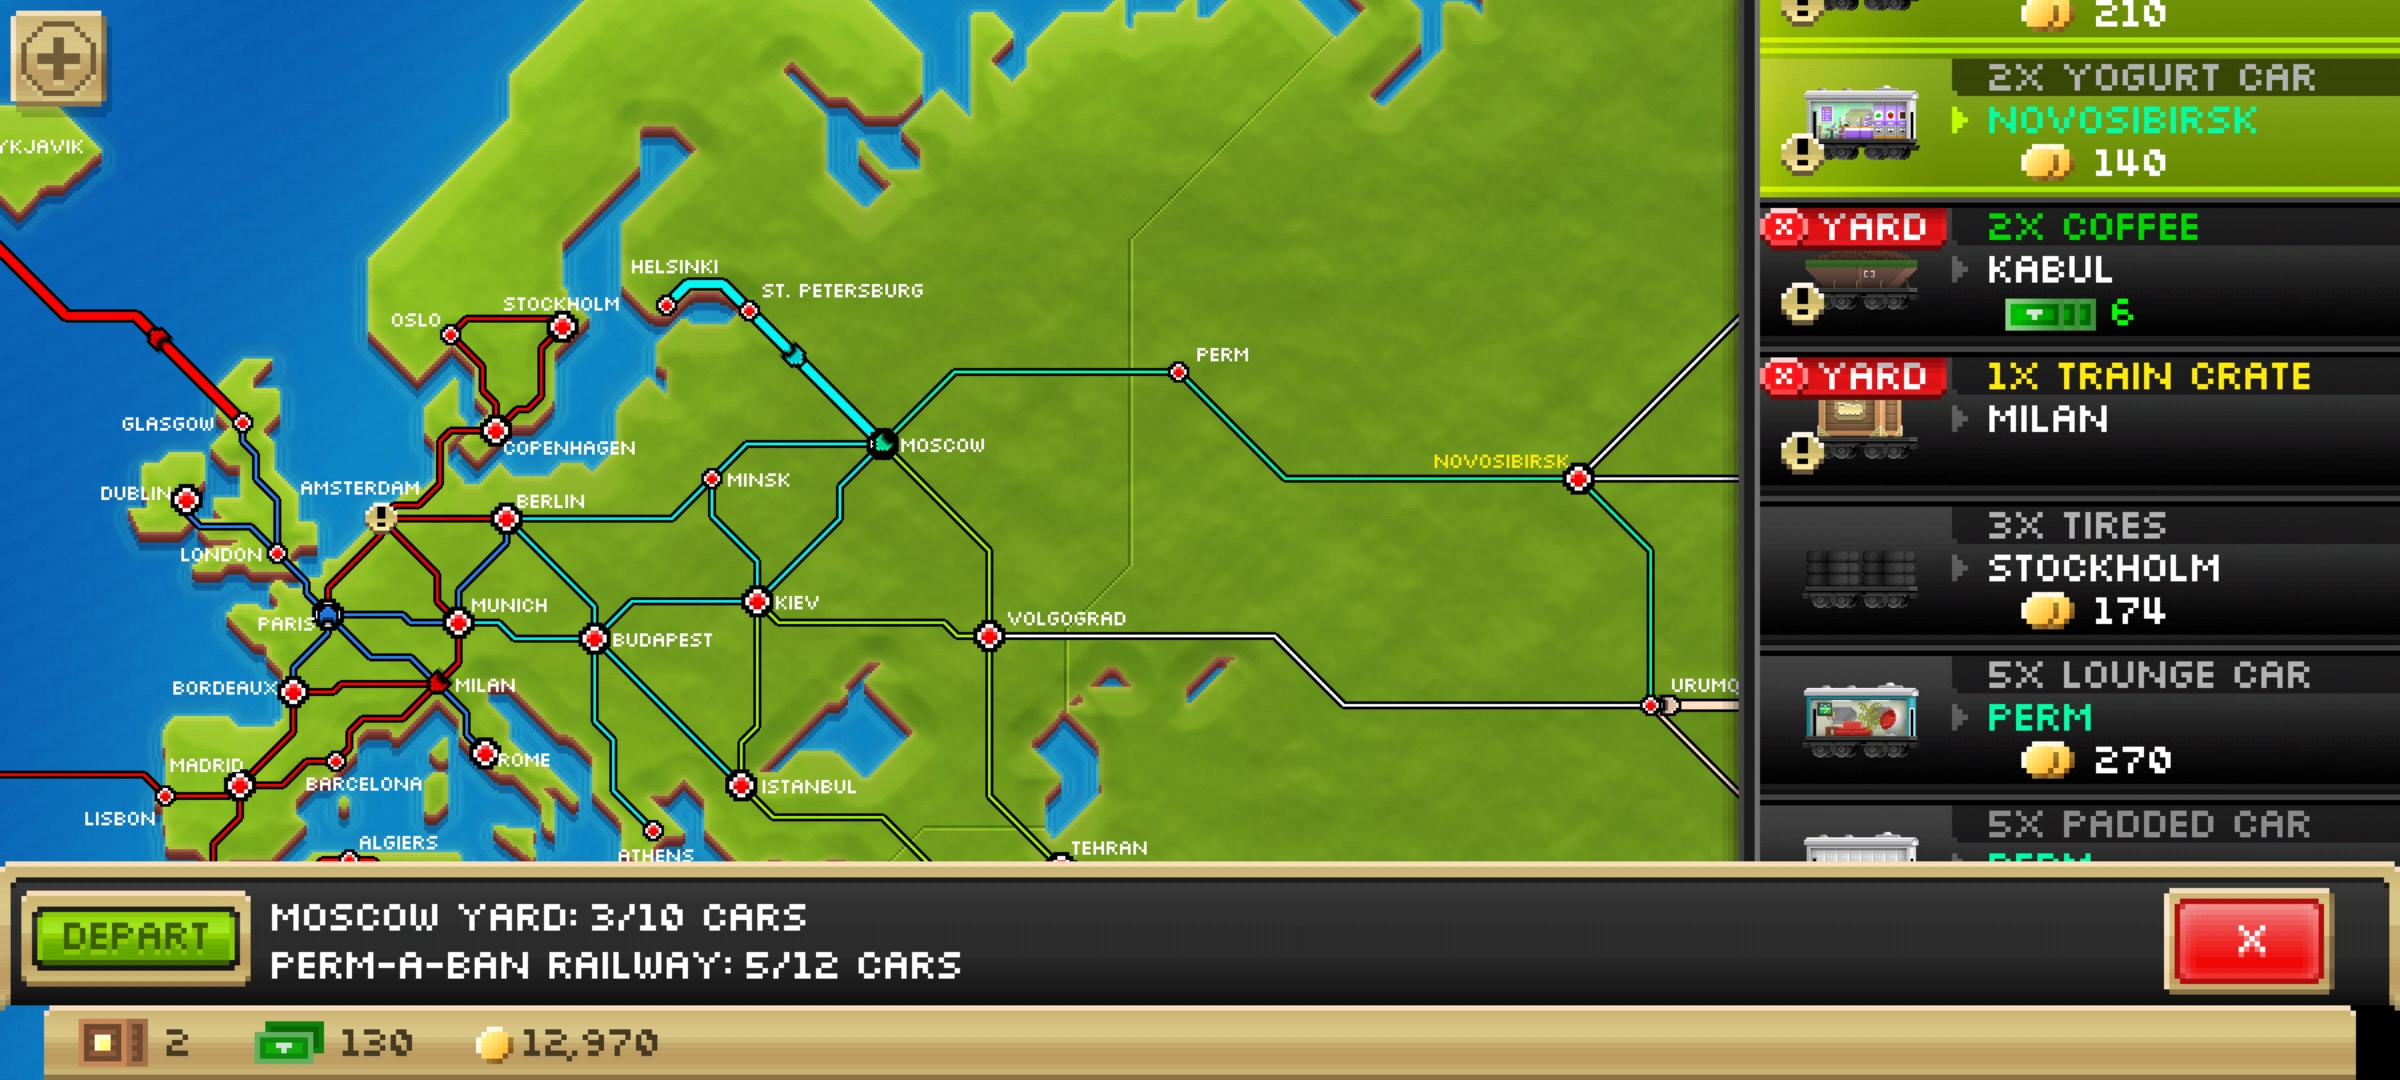 210
2X YOGURT CAR
NOVOSIBIRSK
140
YARD
2X COFFEE
KABUL
6
YARD
1X TRAIN CRATE
MILAN
3X TIRES
STOCKHOLM
174
5X LOUNGE CAR
PERM
270
5X PADDED CAR
PERM
YKJAVIK
HELSINKI
ST. PETERSBURG
STOCKHOLM
OSLO
PERM
GLASGOW
COPENHAGEN
MOSCOW
NOVOSIBIRSK
MINSK
AMSTERDAM
DUBLIN
BERLIN
LONDON
MUNICH
KIEV
PARIS
VOLGOGRAD
BUDAPEST
BORDEAUX
MILAN
URUMQ
MADRID
ROME
BARCELONA
ISTANBUL
LISBON
ALGIERS
ATHENS
TEHRAN
DEPART
MOSCOW YARD: 3/10 CARS
PERM-A-BAN RAILWAY: 5/12 CARS
X
2
130
12,970